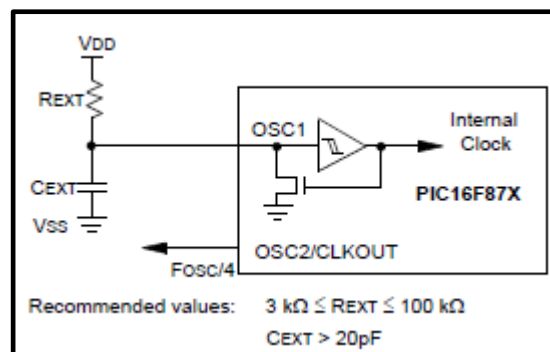 VDD
REXT
OSC1
Internal
Clock
CEXT
PIC16F87X
VSS
OSC2/CLKOUT
FOSC/4
Recommended values: 3 kΩ ≤ REXT ≤ 100 kΩ
CEXT > 20pF